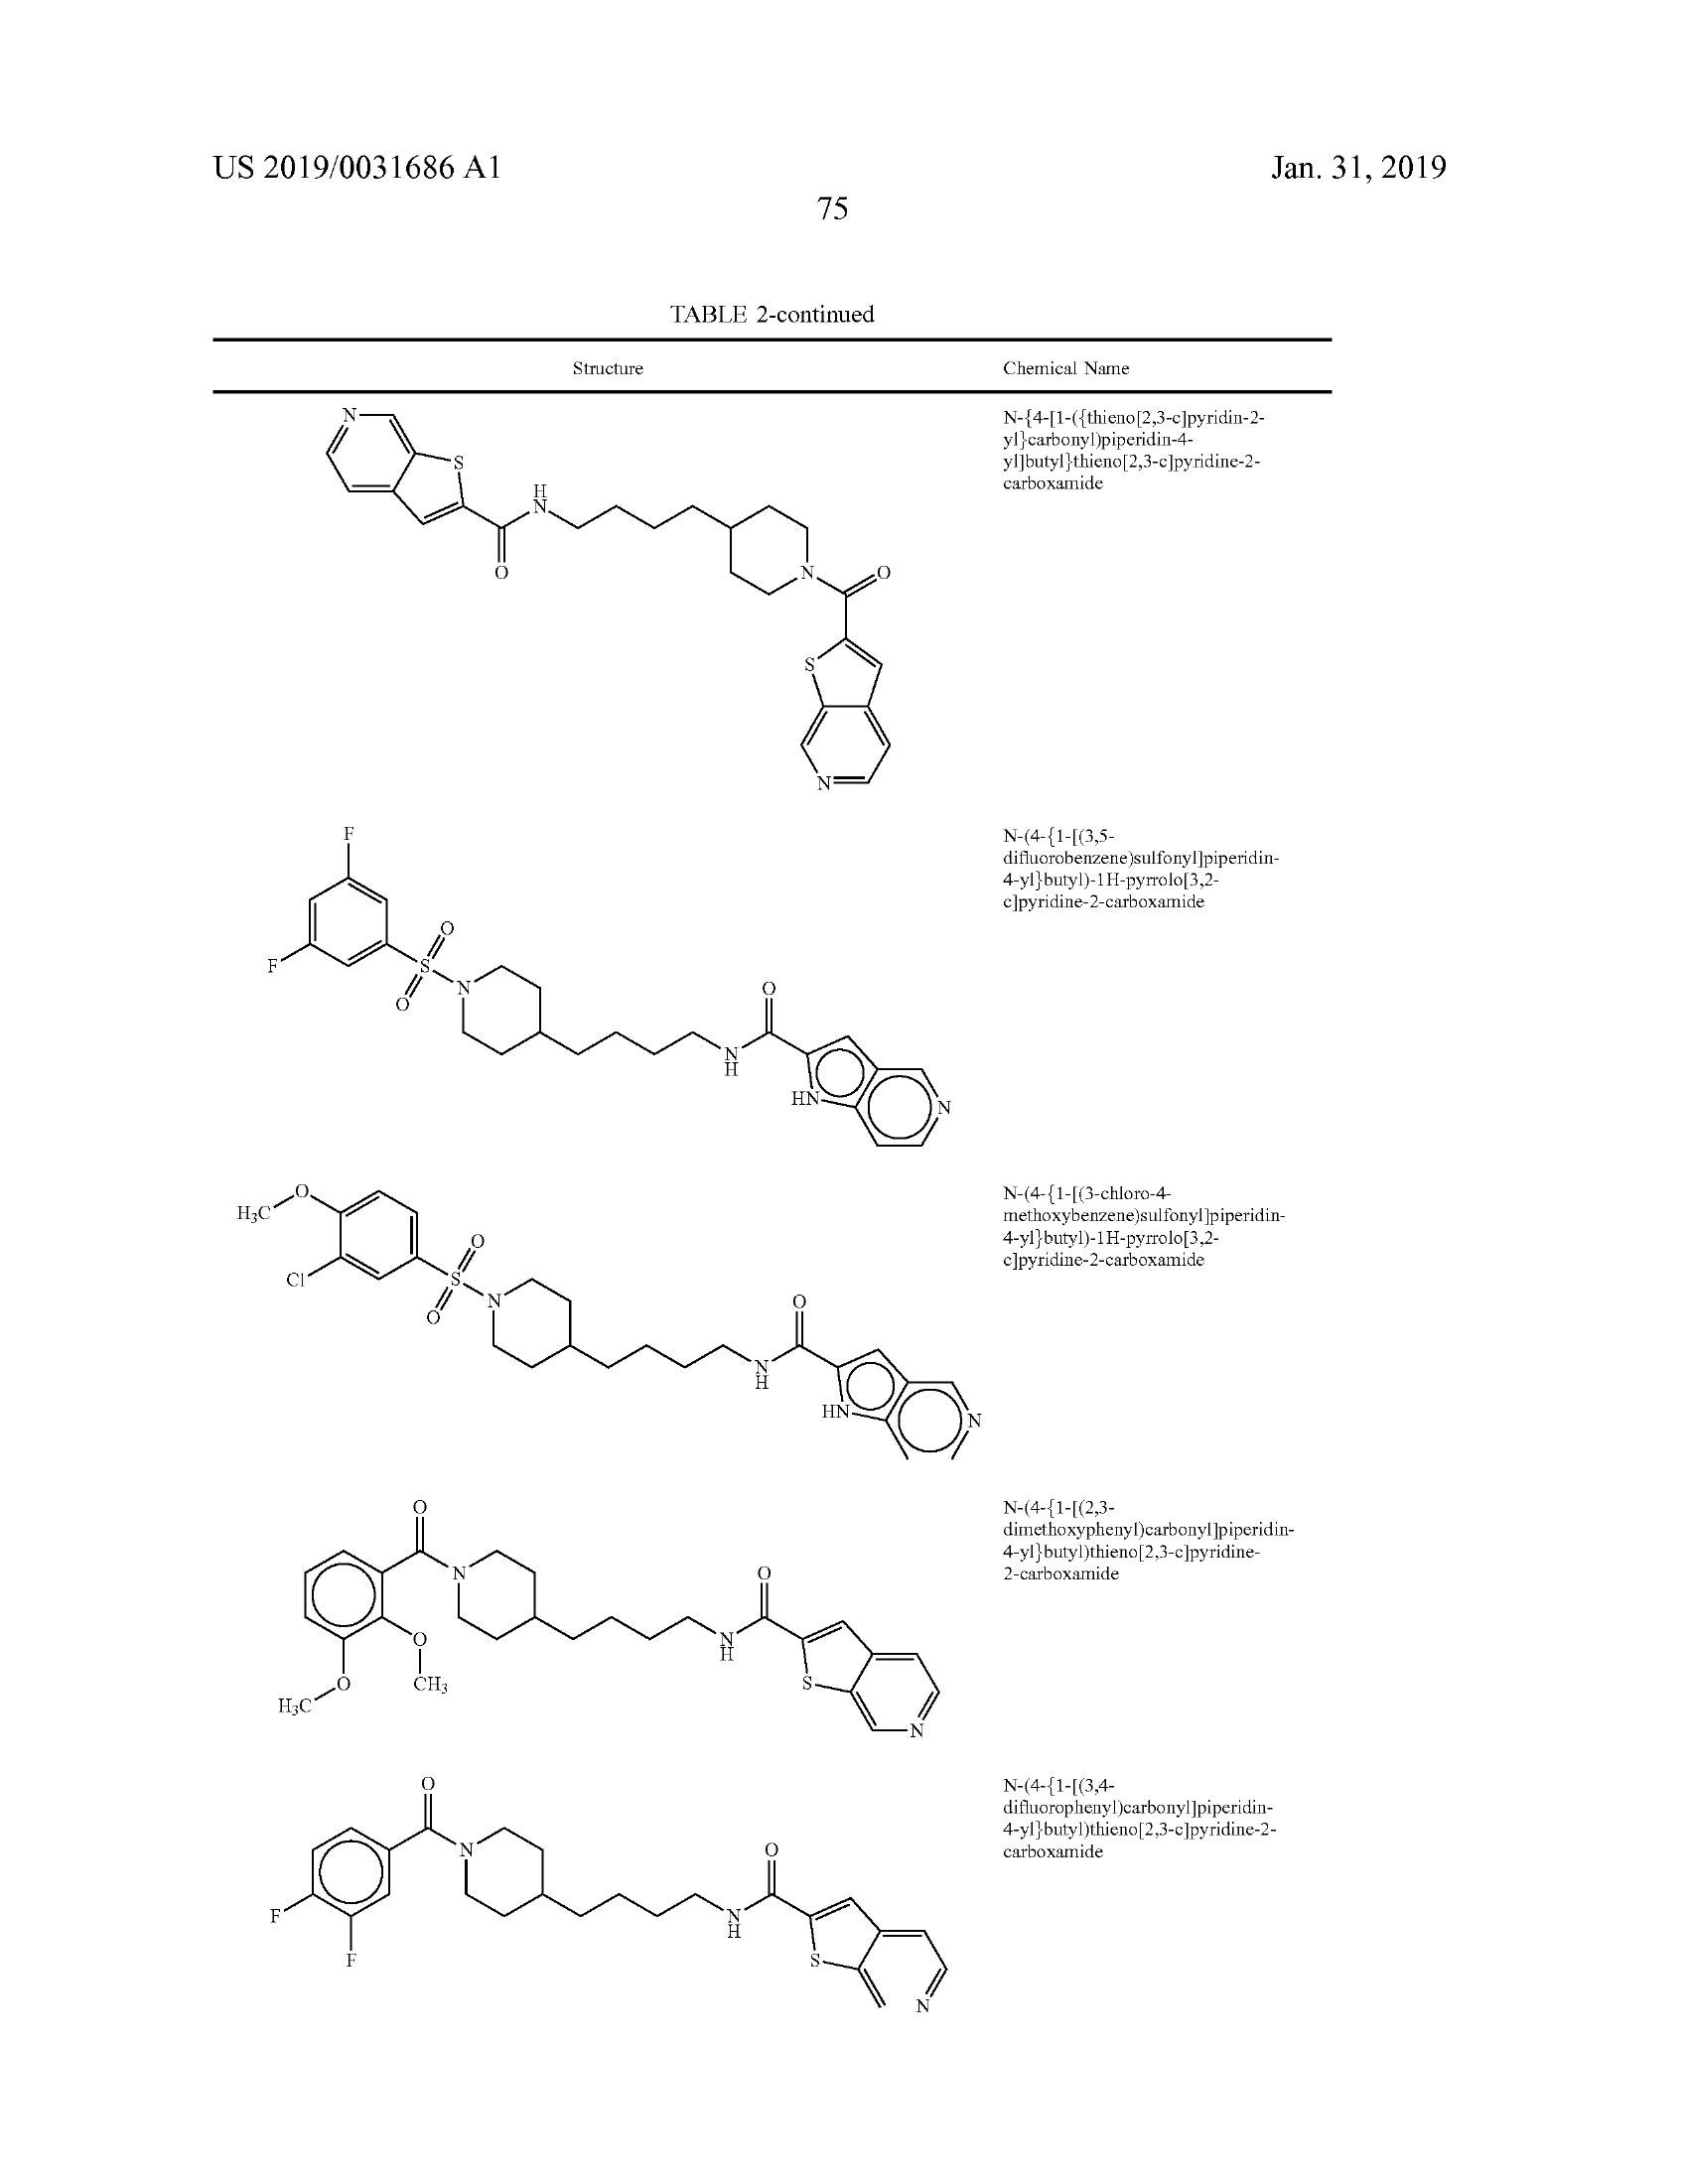 US 2019/0031686 A1
Jan. 31, 2019
75
TABLE 2-continued
Structure
Chemical Name
N
S
H
N
O
N
O
S
N
N-{4-[1-({thieno[2,3-c]pyridin-2-
yl}carbonyl)piperidin-4-
yl]butyl}thieno[2,3-c]pyridine-2-
carboxamide
F
F
O
S
O
N
O
N
H
HN
N
N-(4-{1-[(3,5-
difluorobenzene)sulfonyl]piperidin-
4-yl}butyl)-1H-pyrrolo[3,2-
c]pyridine-2-carboxamide
O
H3C
Cl
O
S
O
N
O
N
H
HN
N
N-(4-{1-[(3-chloro-4-
methoxybenzene)sulfonyl]piperidin-
4-yl}butyl)-1H-pyrrolo[3,2-
c]pyridine-2-carboxamide
O
N
O
O
N
H
CH3
O
H3C
S
N
N-(4-{1-[(2,3-
dimethoxyphenyl)carbonyl]piperidin-
4-yl}butyl)thieno[2,3-c]pyridine-
2-carboxamide
O
N
O
F
F
N
H
S
N
N-(4-{1-[(3,4-
difluorophenyl)carbonyl]piperidin-
4-yl}butyl)thieno[2,3-c]pyridine-2-
carboxamide